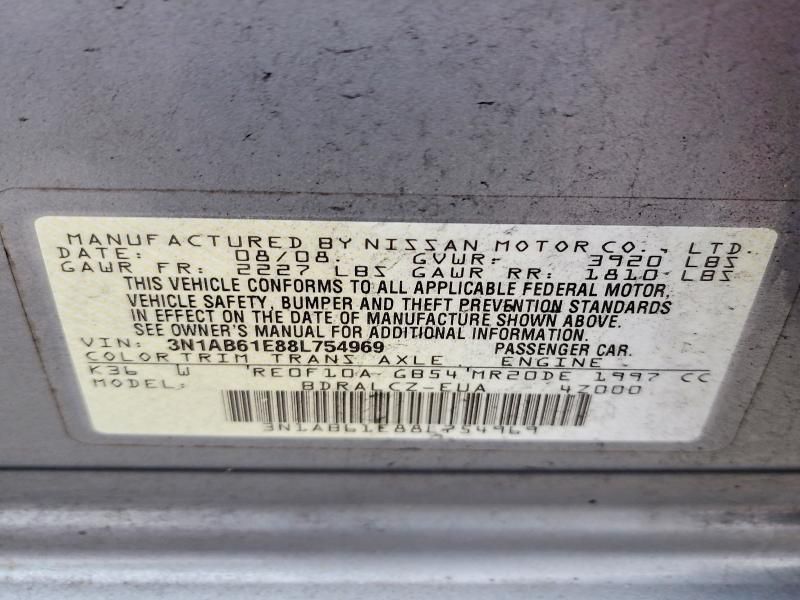 MANUFACTURED BY NISSAN MOTOR CO., LTD.
DATE: 08/08. GVWR- 3920 LBS
GAWR FR: 2227 LBS GAWR RR: 1810 LBS
THIS VEHICLE CONFORMS TO ALL APPLICABLE FEDERAL MOTOR
VEHICLE SAFETY, BUMPER AND THEFT PREVENTION STANDARDS
IN EFFECT ON THE DATE OF MANUFACTURE SHOWN ABOVE.
SEE OWNER'S MANUAL FOR ADDITIONAL INFORMATION.
VIN: 3N1AB61E88L754969 PASSENGER CAR.
COLOR TRIM TRANS AXLE ENGINE
K36 W RE0F10A GB54 MR20DE 1997 CC
MODEL: BDRALCZ-EUA 4Z000
3N1AB61E88L754969